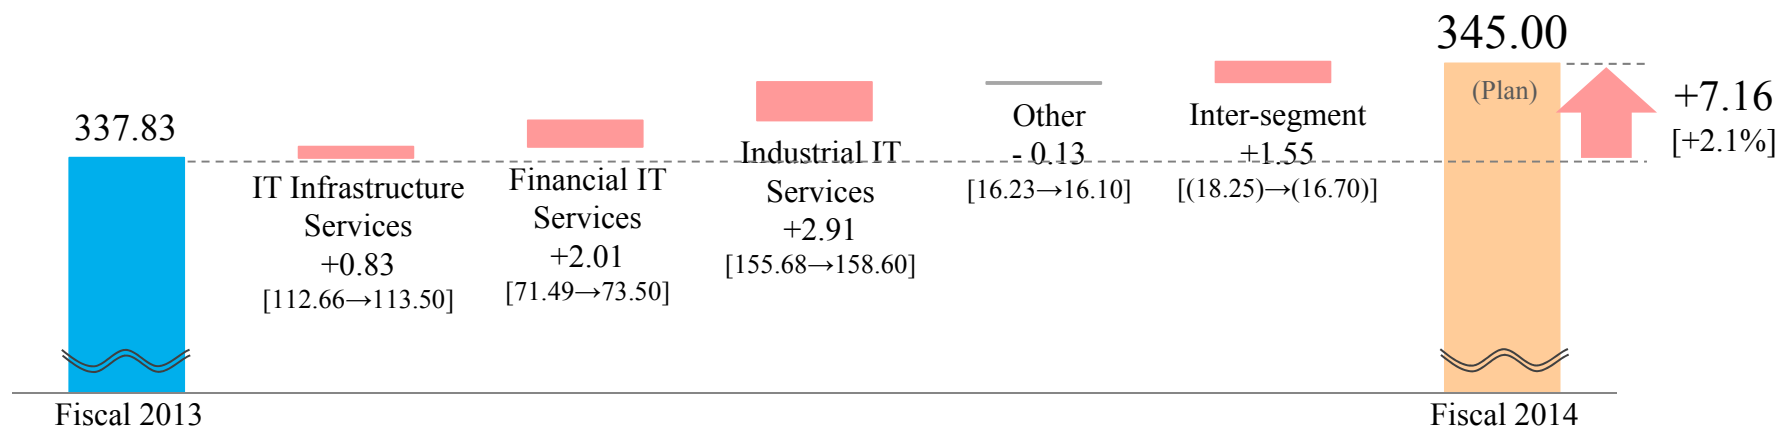 337.83
IT Infrastructure
Services
+0.83
[112.66→113.50]
Financial IT
Services
+2.01
[71.49→73.50]
Industrial IT
Services
+2.91
[155.68→158.60]
Other
- 0.13
[16.23→16.10]
Inter-segment
+1.55
[(18.25)→(16.70)]
345.00
(Plan)
+7.16
[+2.1%]
Fiscal 2013
Fiscal 2014